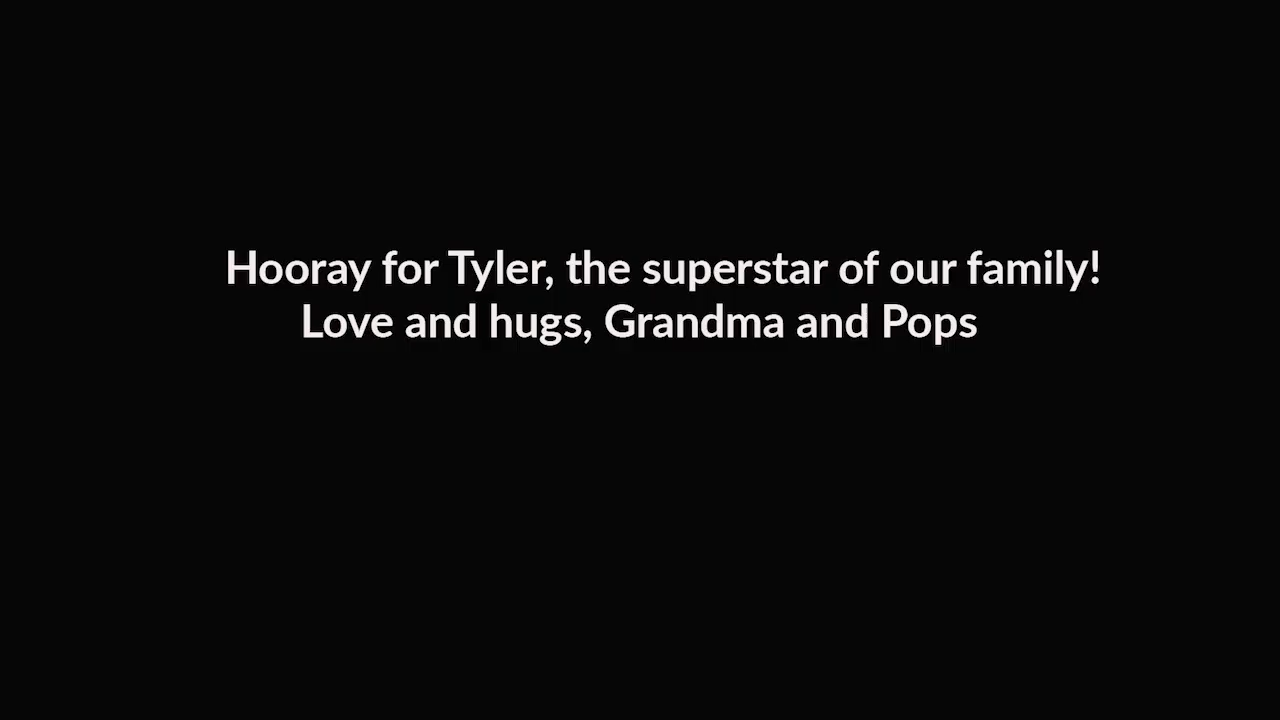 Hooray for Tyler, the superstar of our family!
Love and hugs, Grandma and Pops